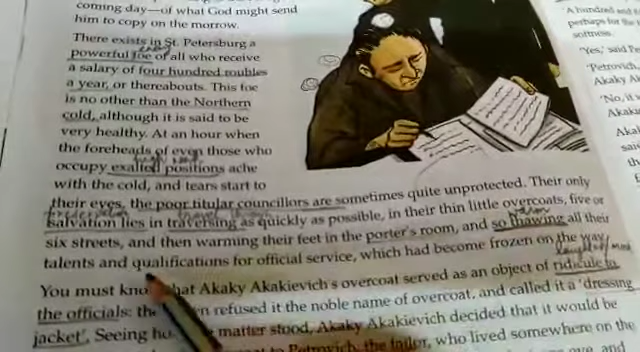 coming day—of what God might send
him to copy on the morrow.
There exists in St. Petersburg a
powerful foe of all who receive
a salary of four hundred roubles
a year, or thereabouts. This foe
is no other than the Northern
cold, although it is said to be
very healthy. At an hour when
the foreheads of even those who
occupy exalted positions ache
with the cold, and tears start to
their eyes, the poor titular councillors are sometimes quite unprotected. Their only
salvation lies in traversing as quickly as possible, in their thin little overcoats, five or
six streets, and then warming their feet in the porter's room, and so thawing all their
talents and qualifications for official service, which had become frozen on the way.
You must know that Akaky Akakievich's overcoat served as an object of ridicule to
the officials: they even refused it the noble name of overcoat, and called it a 'dressing
jacket'. Seeing how matter stood, Akaky Akakievich decided that it would be
to Petrovich, the tailor, who lived somewhere on the
and
'A hundred and
perhaps for the
softness.
'Yes,' said
'Petrovich,
Akaky
'No, it
Akaki
said
the